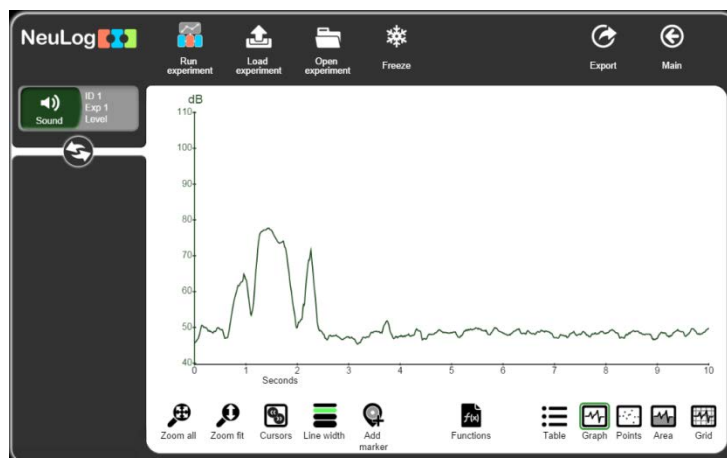 NeuLog
Run
experiment
Load
experiment
Open
experiment
Freeze
Export
Main
Sound
ID 1
Exp 1
Level
dB
110
100
90
80
70
60
50
40
0 1 2 3 4 5 6 7 8 9 10
Seconds
Zoom all
Zoom fit
Cursors
Line width
Add
marker
f(x)
Functions
Table
Graph
Points
Area
Grid